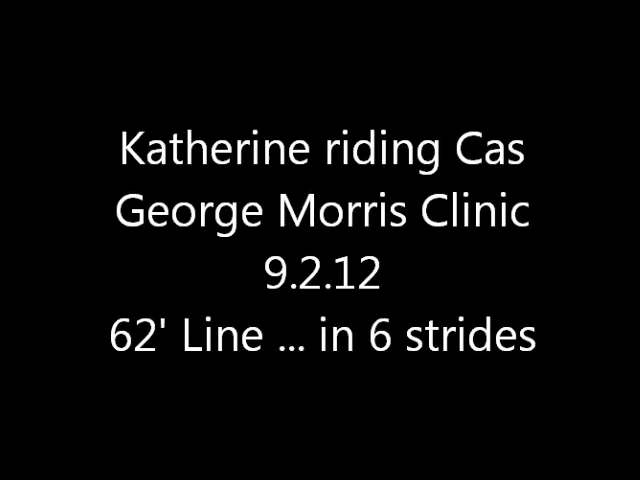 Katherine riding Cas
George Morris Clinic
9.2.12
62' Line ... in 6 strides